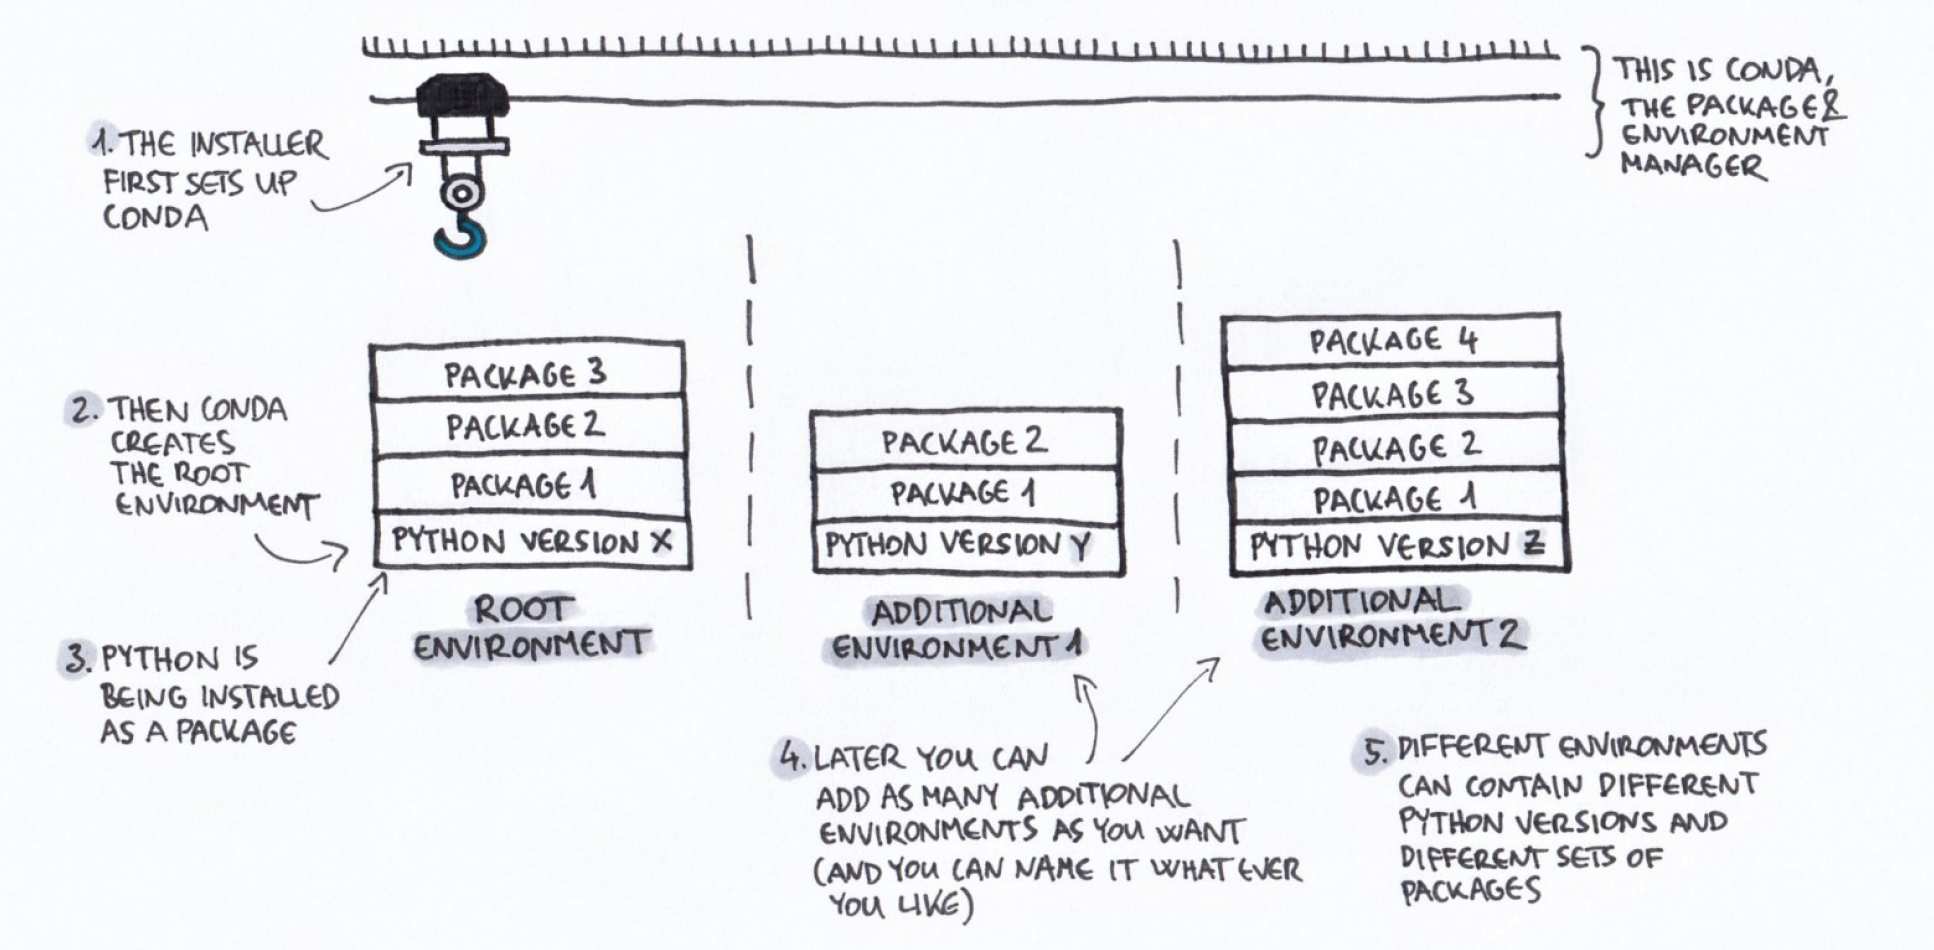 THIS IS CONDA,
THE PACKAGE &
ENVIRONMENT
MANAGER
1. THE INSTALLER
FIRST SETS UP
CONDA
2. THEN CONDA
CREATES
THE ROOT
ENVIRONMENT
3. PYTHON IS
BEING INSTALLED
AS A PACKAGE
PACKAGE 3
PACKAGE 2
PACKAGE 1
PYTHON VERSION X
ROOT
ENVIRONMENT
PACKAGE 2
PACKAGE 1
PYTHON VERSION Y
ADDITIONAL
ENVIRONMENT 1
PACKAGE 4
PACKAGE 3
PACKAGE 2
PACKAGE 1
PYTHON VERSION Z
ADDITIONAL
ENVIRONMENT 2
4. LATER YOU CAN
ADD AS MANY ADDITIONAL
ENVIRONMENTS AS YOU WANT
(AND YOU CAN NAME IT WHAT EVER
YOU LIKE)
5. DIFFERENT ENVIRONMENTS
CAN CONTAIN DIFFERENT
PYTHON VERSIONS AND
DIFFERENT SETS OF
PACKAGES